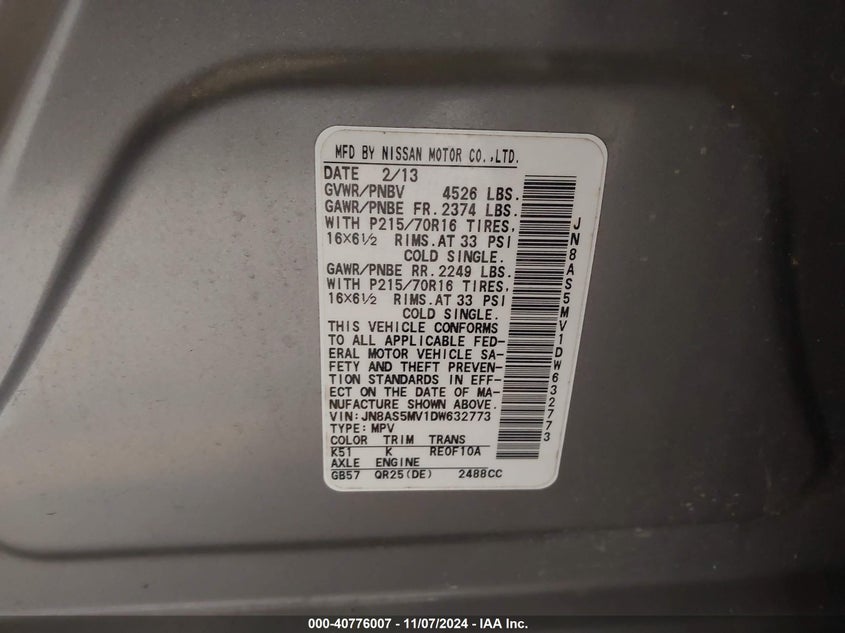 MFD BY NISSAN MOTOR CO.,LTD.
DATE 2/13
GVWR/PNBV 4526 LBS.
GAWR/PNBE FR. 2374 LBS.
WITH P215/70R16 TIRES,
16X6½ RIMS.AT 33 PSI
COLD SINGLE.
GAWR/PNBE RR. 2249 LBS.
WITH P215/70R16 TIRES,
16X6½ RIMS.AT 33 PSI
COLD SINGLE.
THIS VEHICLE CONFORMS
TO ALL APPLICABLE FED-
ERAL MOTOR VEHICLE SA-
FETY AND THEFT PREVEN-
TION STANDARDS IN EFF-
ECT ON THE DATE OF MA-
NUFACTURE SHOWN ABOVE.
VIN:JN8AS5MV1DW632773
TYPE:MPV
COLOR TRIM TRANS
K51 K RE0F10A
AXLE ENGINE
GB57 QR25(DE) 2488CC
JN8AS5MV1DW632773
000-40776007 - 11/07/2024 - IAA Inc.